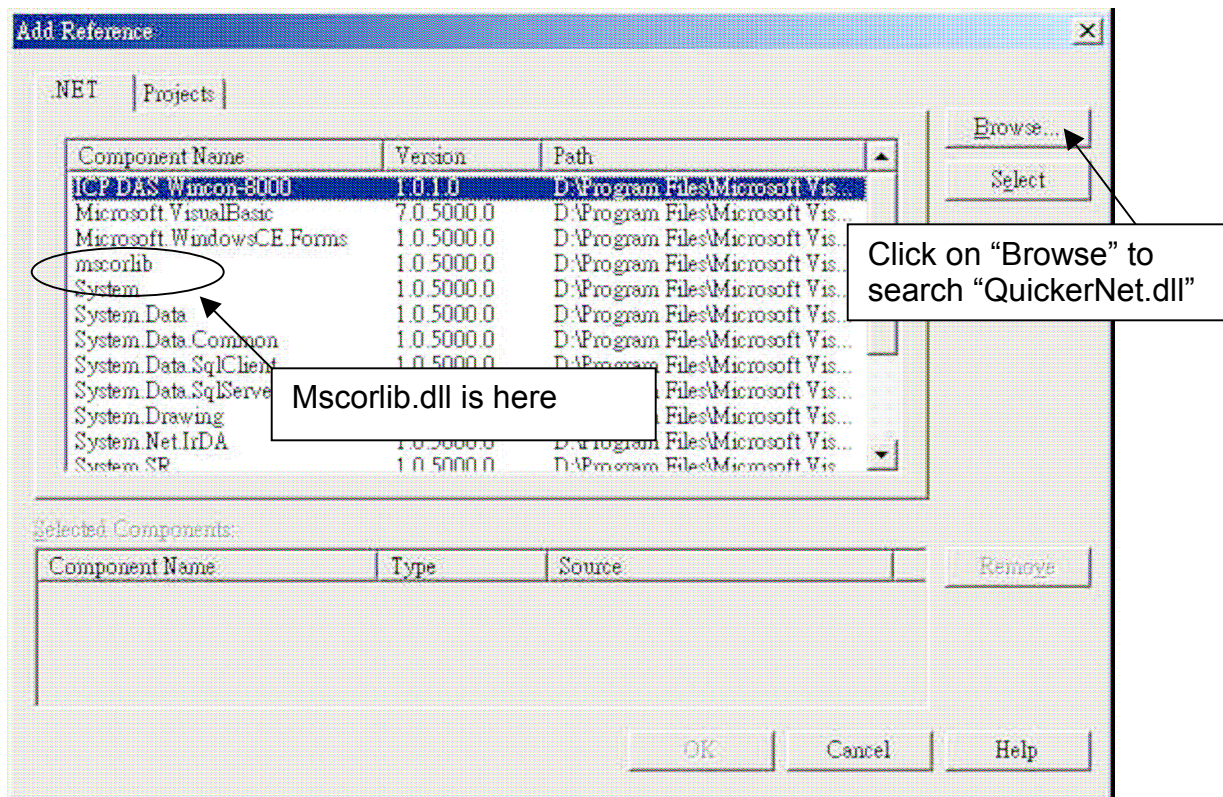 Add Reference
.NET Projects
Browse...
Select
Component Name Version Path
ICP DAS Wincon-8000 1.0.1.0 D:\Program Files\Microsoft Vis...
Microsoft.VisualBasic 7.0.5000.0 D:\Program Files\Microsoft Vis...
Microsoft.WindowsCE.Forms 1.0.5000.0 D:\Program Files\Microsoft Vis...
mscorlib 1.0.5000.0 D:\Program Files\Microsoft Vis...
System 1.0.5000.0 D:\Program Files\Microsoft Vis...
System.Data 1.0.5000.0 D:\Program Files\Microsoft Vis...
System.Data.Common 1.0.5000.0 D:\Program Files\Microsoft Vis...
System.Data.SqlClient 1.0.5000.0 D:\Program Files\Microsoft Vis...
System.Data.SqlServe Files\Microsoft Vis...
System.Drawing Files\Microsoft Vis...
System.Net.IrDA 1.0.5000.0 D:\Program Files\Microsoft Vis...
System.SR 1.0.5000.0 D:\Program Files\Microsoft Vis
Click on “Browse” to
search “QuickerNet.dll”
Mscorlib.dll is here
Selected Components:
Component Name Type Source
Remove
OK Cancel Help